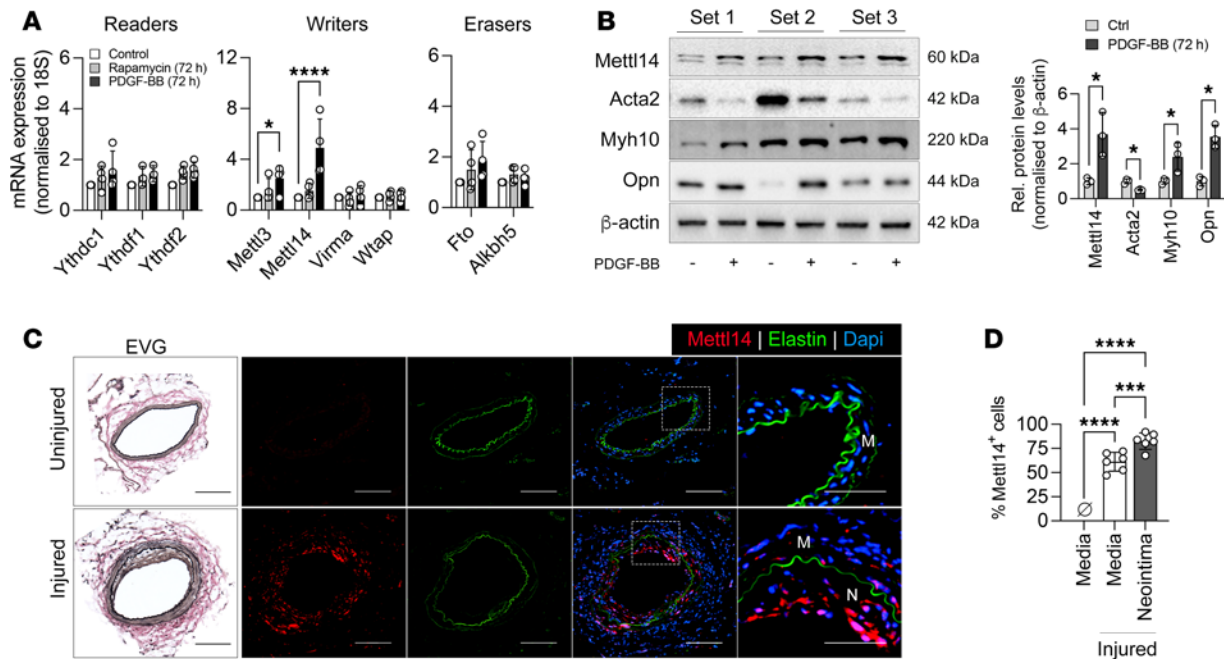 A
Readers
Writers
Erasers
mRNA expression
(normalised to 18S)
6
4
2
0
Control
Rapamycin (72 h)
PDGF-BB (72 h)
Ythdc1
Ythdf1
Ythdf2
12
8
4
0
*
****
Mettl3
Mettl14
Virma
Wtap
6
4
2
0
Fto
Alkbh5
B
Set 1 Set 2 Set 3
Mettl14 60 kDa
Acta2 42 kDa
Myh10 220 kDa
Opn 44 kDa
β-actin 42 kDa
PDGF-BB - + - + - +
Ctrl
PDGF-BB (72 h)
Rel. protein levels
(normalised to β-actin)
8
6
4
2
0
* * * *
Mettl14
Acta2
Myh10
Opn
C
EVG
Mettl14 | Elastin | Dapi
Uninjured
M
Injured
M
N
D
% Mettl14+ cells
100
75
50
25
0
****
***
****
∅
Media
Media
Neointima
Injured